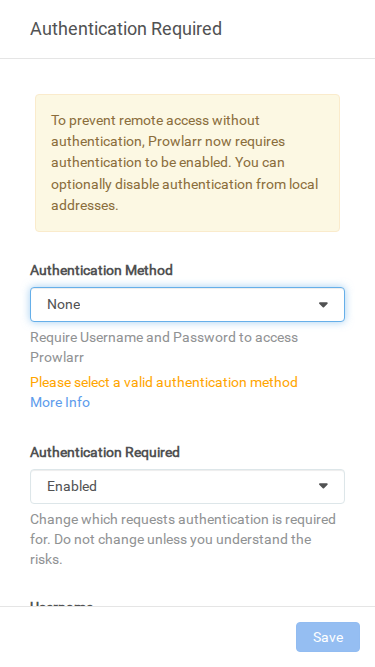 Authentication Required
To prevent remote access without
authentication, Prowlarr now requires
authentication to be enabled. You can
optionally disable authentication from local
addresses.
Authentication Method
None
Require Username and Password to access
Prowlarr
Please select a valid authentication method
More Info
Authentication Required
Enabled
Change which requests authentication is required
for. Do not change unless you understand the
risks.
Username
Save